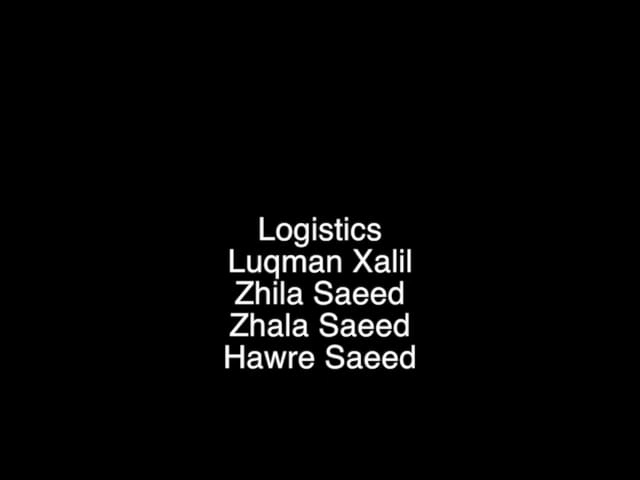 Logistics
Luqman Xalil
Zhila Saeed
Zhala Saeed
Hawre Saeed